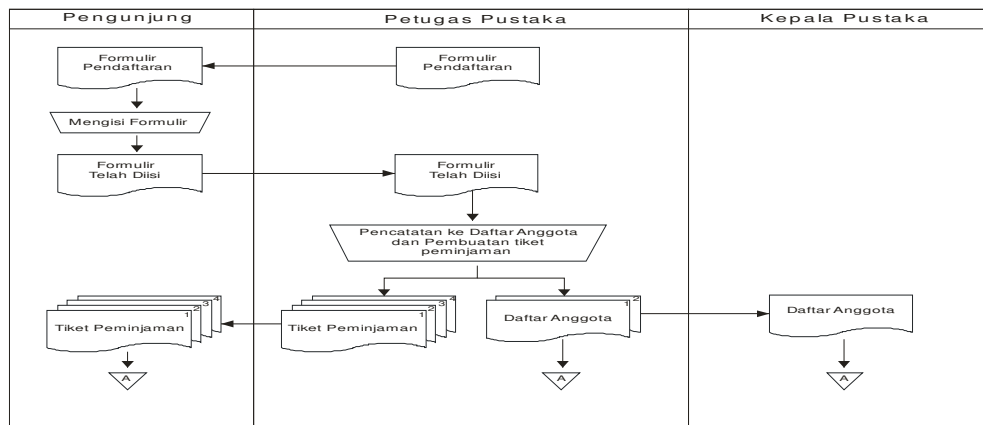 Pengunjung
Petugas Pustaka
Kepala Pustaka
Formulir
Pendaftaran
Formulir
Pendaftaran
Mengisi Formulir
Formulir
Telah Diisi
Formulir
Telah Diisi
Pencatatan ke Daftar Anggota
dan Pembuatan tiket
peminjaman
4
3
2
1
Tiket Peminjaman
4
3
2
1
Tiket Peminjaman
2
1
Daftar Anggota
Daftar Anggota
A
A
A